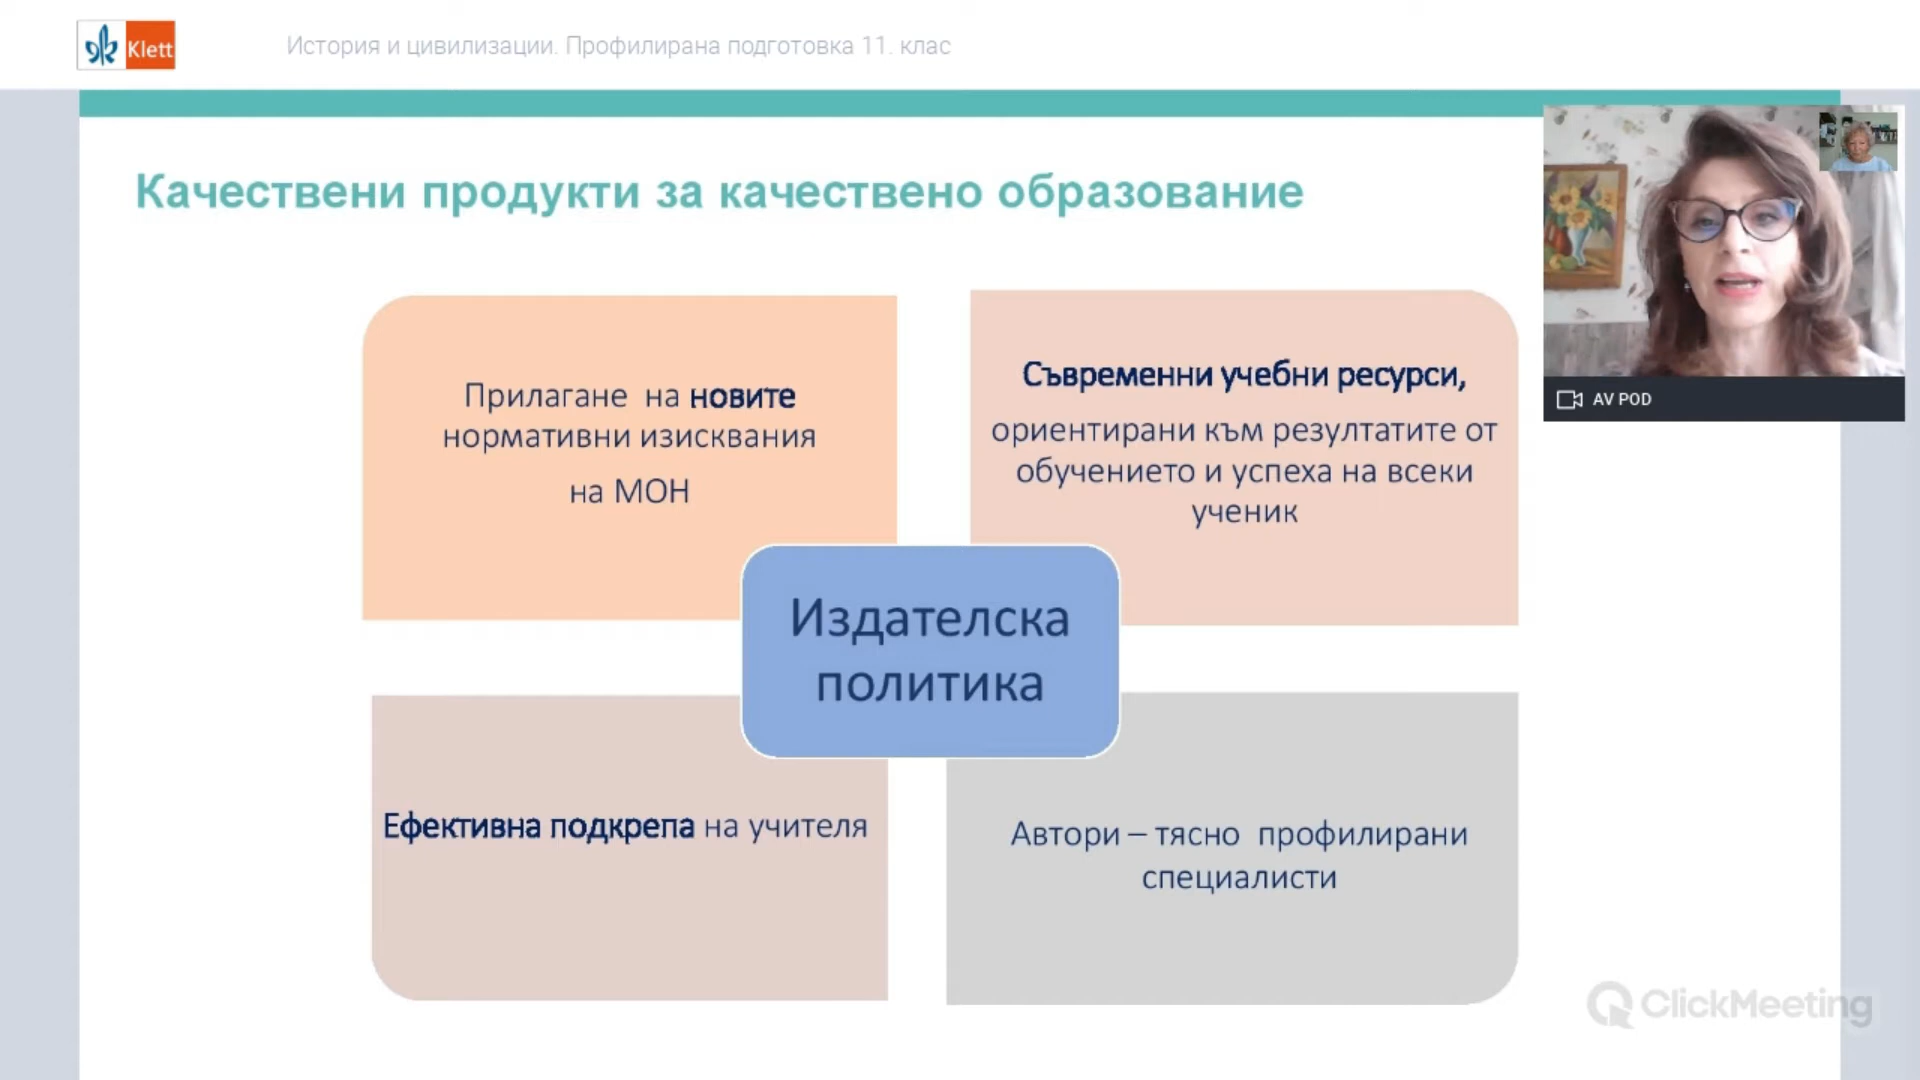 Klett
История и цивилизации. Профилирана подготовка 11. клас
Качествени продукти за качествено образование
Прилагане на новите
нормативни изисквания
на МОН
Съвременни учебни ресурси,
ориентирани към резултатите от
обучението и успеха на всеки
ученик
AV POD
Издателска
политика
Ефективна подкрепа на учителя
Автори – тясно профилирани
специалисти
ClickMeeting